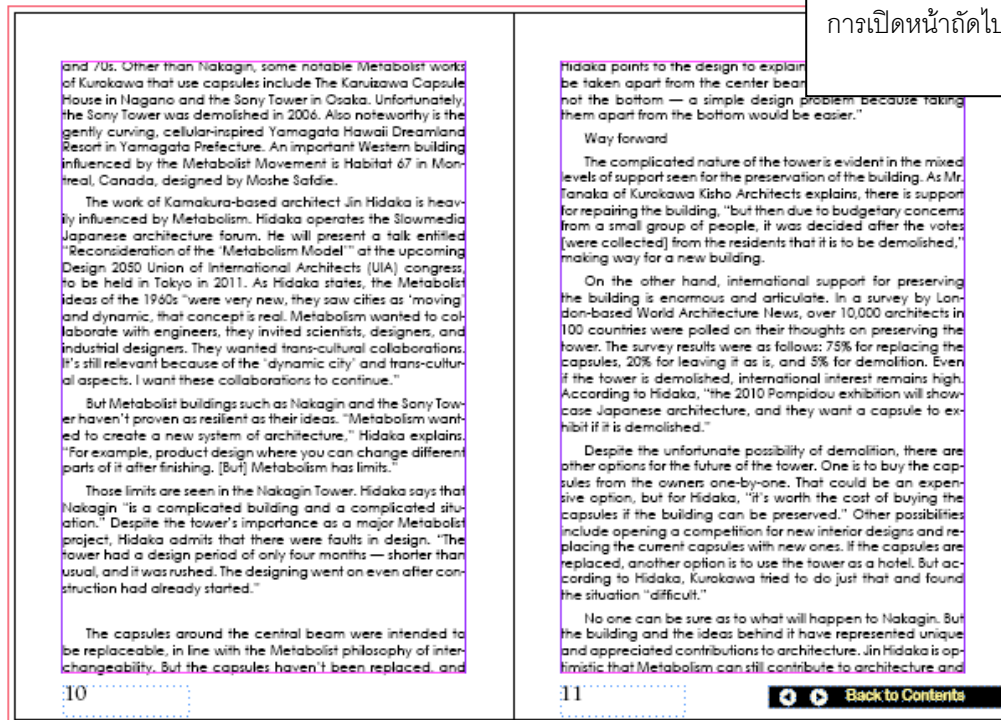 and 70s. Other than Nakagin, some notable Metabolist works
of Kurokawa that use capsules include The Karuizawa Capsule
House in Nagano and the Sony Tower in Osaka. Unfortunately,
the Sony Tower was demolished in 2006. Also noteworthy is the
gently curving, cellular-inspired Yamagata Hawaii Dreamland
Resort in Yamagata Prefecture. An important Western building
influenced by the Metabolist Movement is Habitat 67 in Mon-
treal, Canada, designed by Moshe Safdie.
The work of Kamakura-based architect Jin Hidaka is heav-
ily influenced by Metabolism. Hidaka operates the Slowmedia
Japanese architecture forum. He will present a talk entitled
"Reconsideration of the 'Metabolism Model'" at the upcoming
Design 2050 Union of International Architects (UIA) congress,
to be held in Tokyo in 2011. As Hidaka states, the Metabolist
ideas of the 1960s "were very new, they saw cities as 'moving'
and dynamic, that concept is real. Metabolism wanted to col-
laborate with engineers, they invited scientists, designers, and
industrial designers. They wanted trans-cultural collaborations.
It's still relevant because of the 'dynamic city' and trans-cultur-
al aspects. I want these collaborations to continue."
But Metabolist buildings such as Nakagin and the Sony Tow-
er haven't proven as resilient as their ideas. "Metabolism want-
ed to create a new system of architecture," Hidaka explains.
"For example, product design where you can change different
parts of it after finishing. [But] Metabolism has limits."
Those limits are seen in the Nakagin Tower. Hidaka says that
Nakagin "is a complicated building and a complicated situ-
ation." Despite the tower's importance as a major Metabolist
project, Hidaka admits that there were faults in design. "The
tower had a design period of only four months — shorter than
usual, and it was rushed. The designing went on even after con-
struction had already started."
The capsules around the central beam were intended to
be replaceable, in line with the Metabolist philosophy of inter-
changeability. But the capsules haven't been replaced, and
10
การเปิดหน้าถัดไป
Hidaka points to the design to explain
be taken apart from the center bea
not the bottom — a simple design problem because taking
them apart from the bottom would be easier."
Way forward
The complicated nature of the tower is evident in the mixed
levels of support seen for the preservation of the building. As Mr.
Tanaka of Kurokawa Kisho Architects explains, there is support
for repairing the building, "but then due to budgetary concerns
from a small group of people, it was decided after the votes
[were collected] from the residents that it is to be demolished,"
making way for a new building.
On the other hand, international support for preserving
the building is enormous and articulate. In a survey by Lon-
don-based World Architecture News, over 10,000 architects in
100 countries were polled on their thoughts on preserving the
tower. The survey results were as follows: 75% for replacing the
capsules, 20% for leaving it as is, and 5% for demolition. Even
if the tower is demolished, international interest remains high.
According to Hidaka, "the 2010 Pompidou exhibition will show-
case Japanese architecture, and they want a capsule to ex-
hibit if it is demolished."
Despite the unfortunate possibility of demolition, there are
other options for the future of the tower. One is to buy the cap-
sules from the owners one-by-one. That could be an expen-
sive option, but for Hidaka, "it's worth the cost of buying the
capsules if the building can be preserved." Other possibilities
include opening a competition for new interior designs and re-
placing the current capsules with new ones. If the capsules are
replaced, another option is to use the tower as a hotel. But ac-
cording to Hidaka, Kurokawa tried to do just that and found
the situation "difficult."
No one can be sure as to what will happen to Nakagin. But
the building and the ideas behind it have represented unique
and appreciated contributions to architecture. Jin Hidaka is op-
timistic that Metabolism can still contribute to architecture and
11
Back to Contents